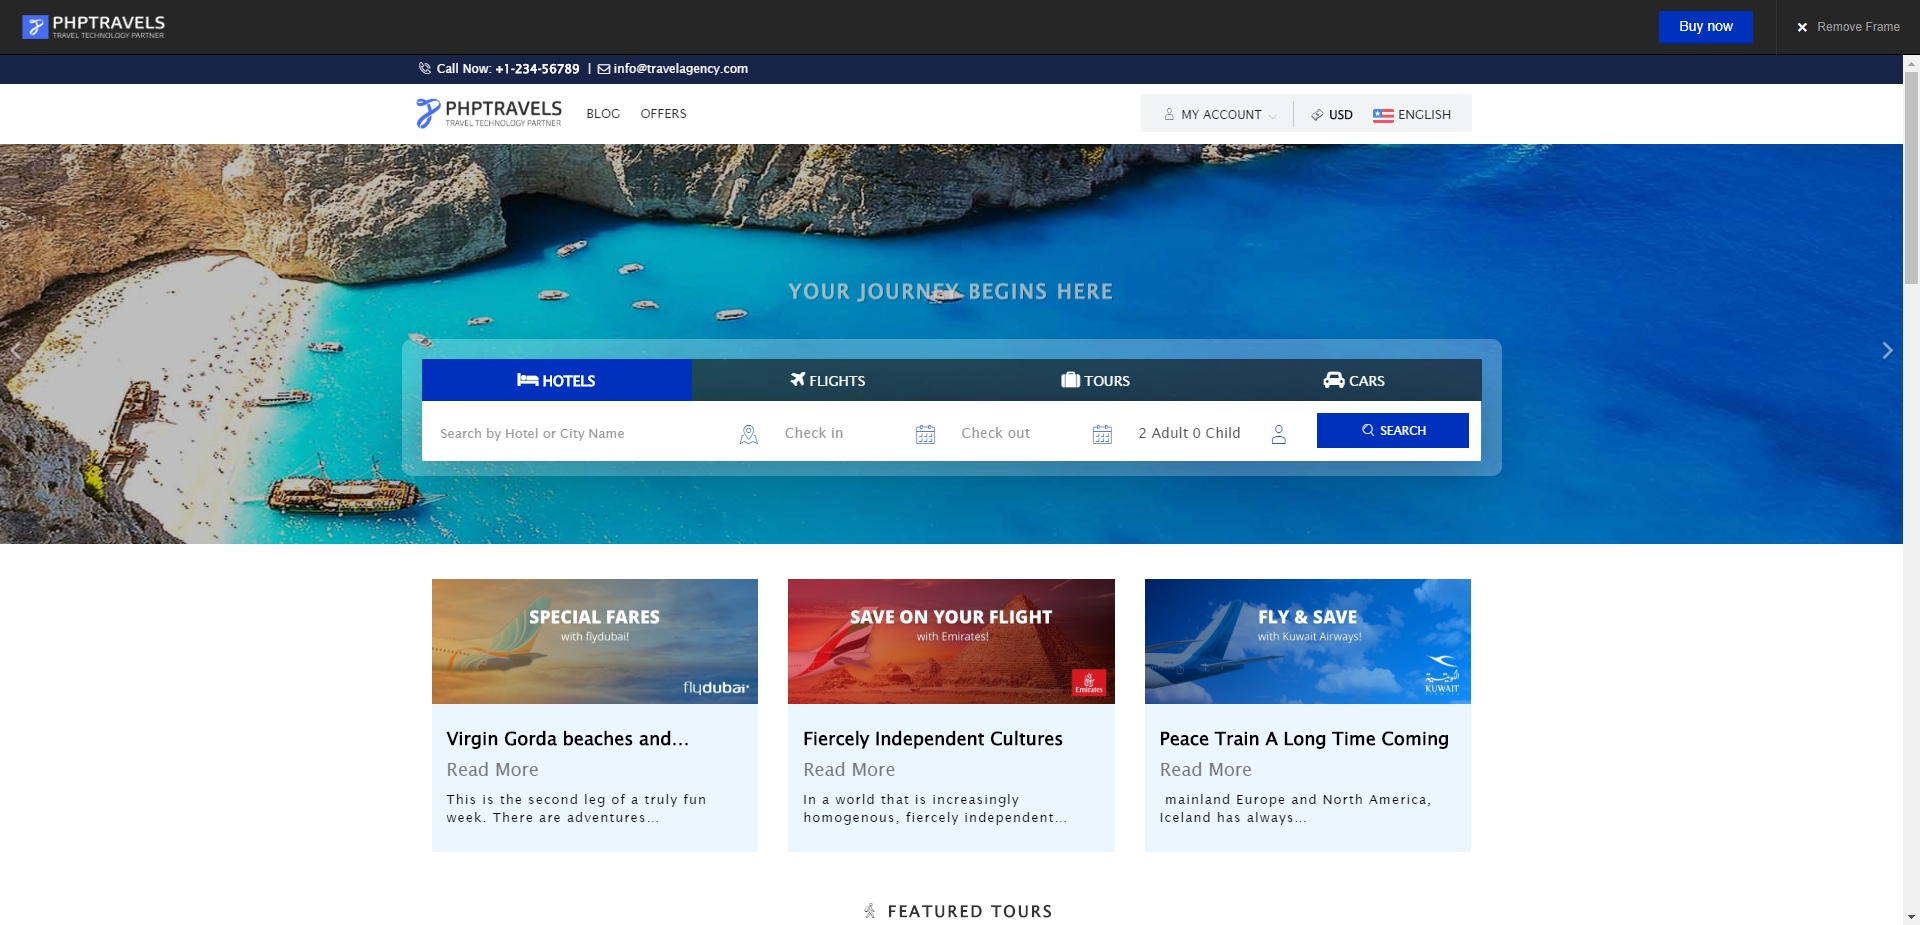 PHPTRAVELS
TRAVEL TECHNOLOGY PARTNER
Buy now
Remove Frame
Call Now: +1-234-56789 | info@travelagency.com
PHPTRAVELS
TRAVEL TECHNOLOGY PARTNER
BLOG OFFERS
MY ACCOUNT USD ENGLISH
YOUR JOURNEY BEGINS HERE
HOTELS FLIGHTS TOURS CARS
Search by Hotel or City Name Check in Check out 2 Adult 0 Child SEARCH
SPECIAL FARES
with flydubai!
flydubai
Virgin Gorda beaches and...
Read More
This is the second leg of a truly fun
week. There are adventures...
SAVE ON YOUR FLIGHT
with Emirates!
Emirates
Fiercely Independent Cultures
Read More
In a world that is increasingly
homogenous, fiercely independent...
FLY & SAVE
with Kuwait Airways!
الكويتية
KUWAIT
Peace Train A Long Time Coming
Read More
mainland Europe and North America,
Iceland has always...
FEATURED TOURS